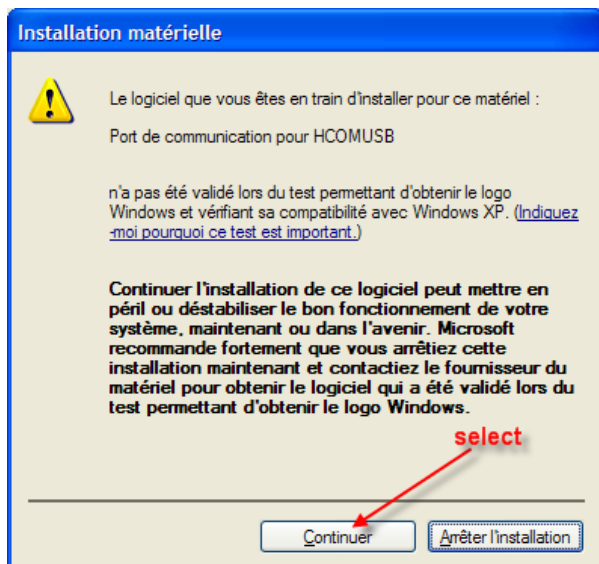 Installation matérielle
Le logiciel que vous êtes en train d'installer pour ce matériel :
Port de communication pour HCOMUSB
n'a pas été validé lors du test permettant d'obtenir le logo
Windows et vérifiant sa compatibilité avec Windows XP. (Indiquez
-moi pourquoi ce test est important.)
Continuer l'installation de ce logiciel peut mettre en
péril ou déstabiliser le bon fonctionnement de votre
système, maintenant ou dans l'avenir. Microsoft
recommande fortement que vous arrêtiez cette
installation maintenant et contactiez le fournisseur du
matériel pour obtenir le logiciel qui a été validé lors du
test permettant d'obtenir le logo Windows.
select
Continuer
Arrêter l'installation